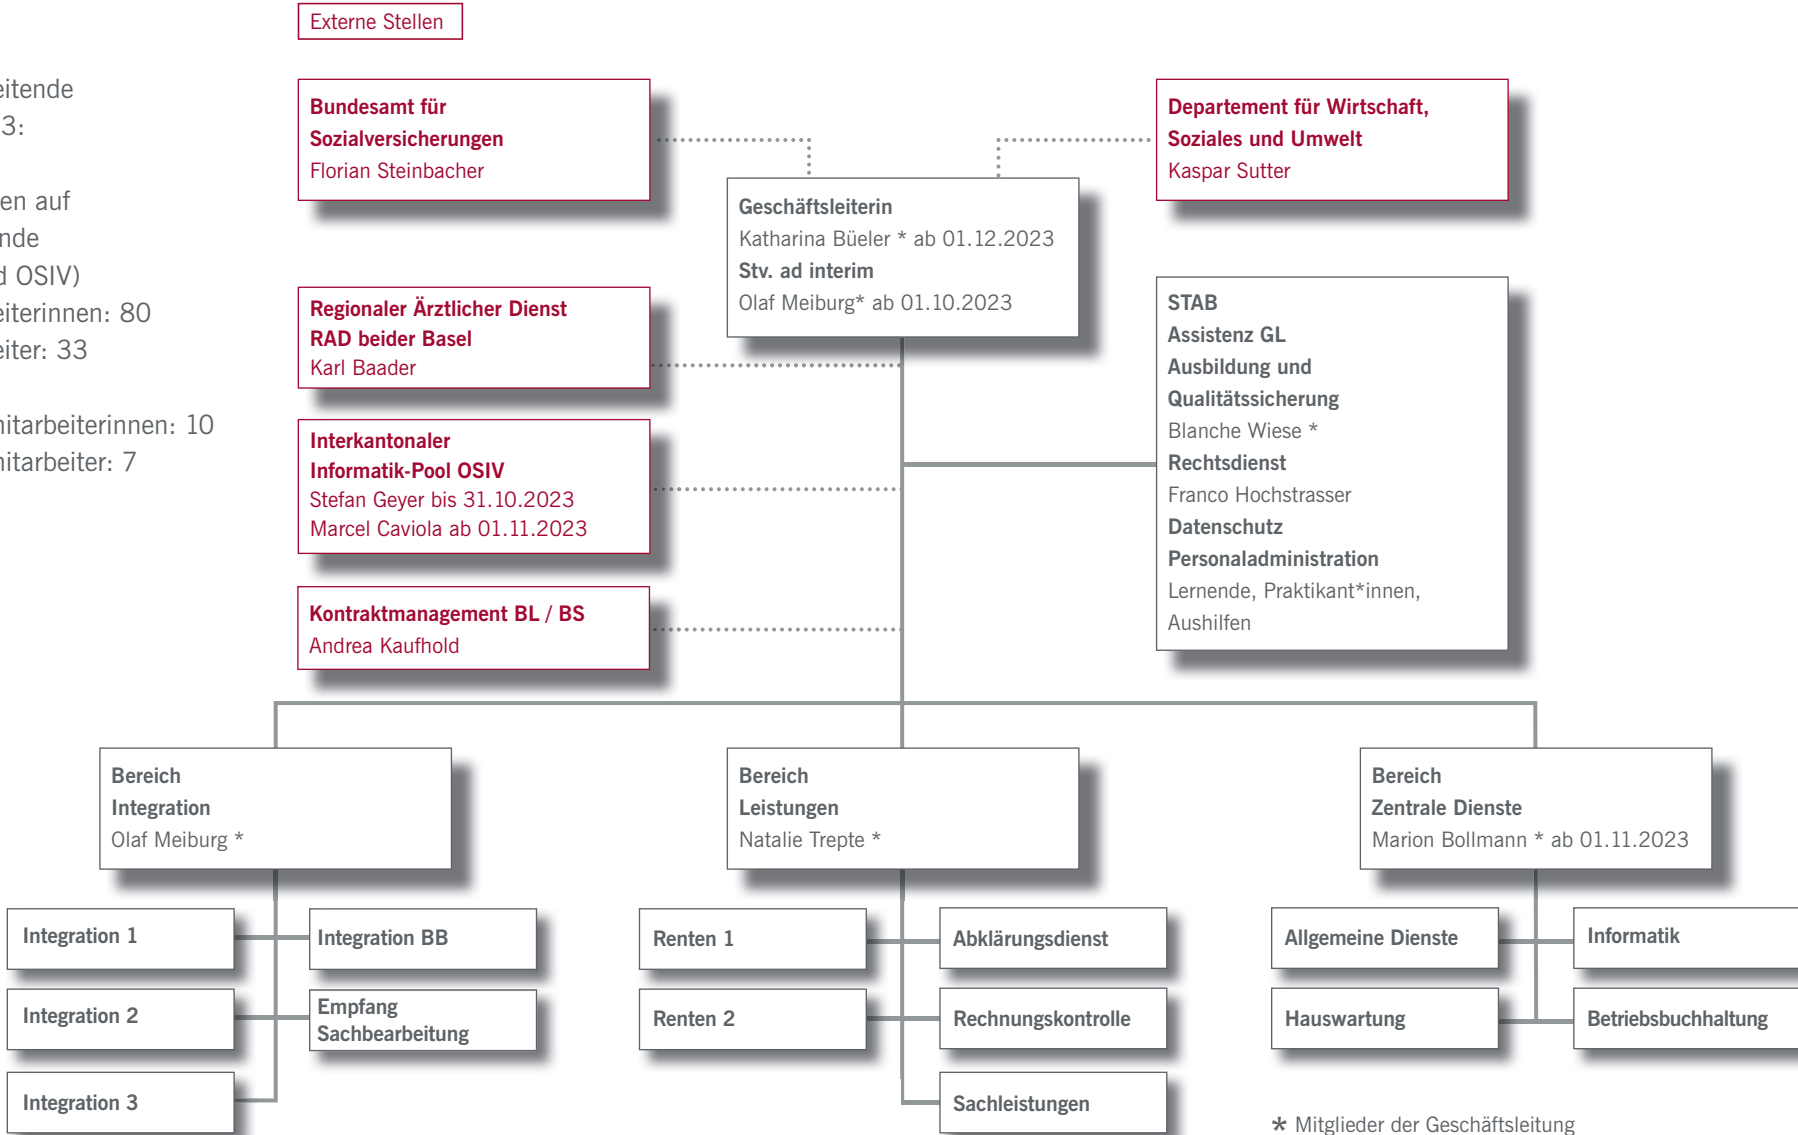 Externe Stellen
eitende
3:
en auf
nde
d OSIV)
eiterinnen: 80
eiter: 33
nitarbeiterinnen: 10
nitarbeiter: 7
Bundesamt für
Sozialversicherungen
Florian Steinbacher
Departement für Wirtschaft,
Soziales und Umwelt
Kaspar Sutter
Geschäftsleiterin
Katharina Büeler * ab 01.12.2023
Stv. ad interim
Olaf Meiburg* ab 01.10.2023
Regionaler Ärztlicher Dienst
RAD beider Basel
Karl Baader
Interkantonaler
Informatik-Pool OSIV
Stefan Geyer bis 31.10.2023
Marcel Caviola ab 01.11.2023
Kontraktmanagement BL / BS
Andrea Kaufhold
STAB
Assistenz GL
Ausbildung und
Qualitätssicherung
Blanche Wiese *
Rechtsdienst
Franco Hochstrasser
Datenschutz
Personaladministration
Lernende, Praktikant*innen,
Aushilfen
Bereich
Integration
Olaf Meiburg *
Integration 1
Integration BB
Integration 2
Empfang
Sachbearbeitung
Integration 3
Bereich
Leistungen
Natalie Trepte *
Renten 1
Abklärungsdienst
Renten 2
Rechnungskontrolle
Sachleistungen
Bereich
Zentrale Dienste
Marion Bollmann * ab 01.11.2023
Allgemeine Dienste
Informatik
Hauswartung
Betriebsbuchhaltung
* Mitglieder der Geschäftsleitung